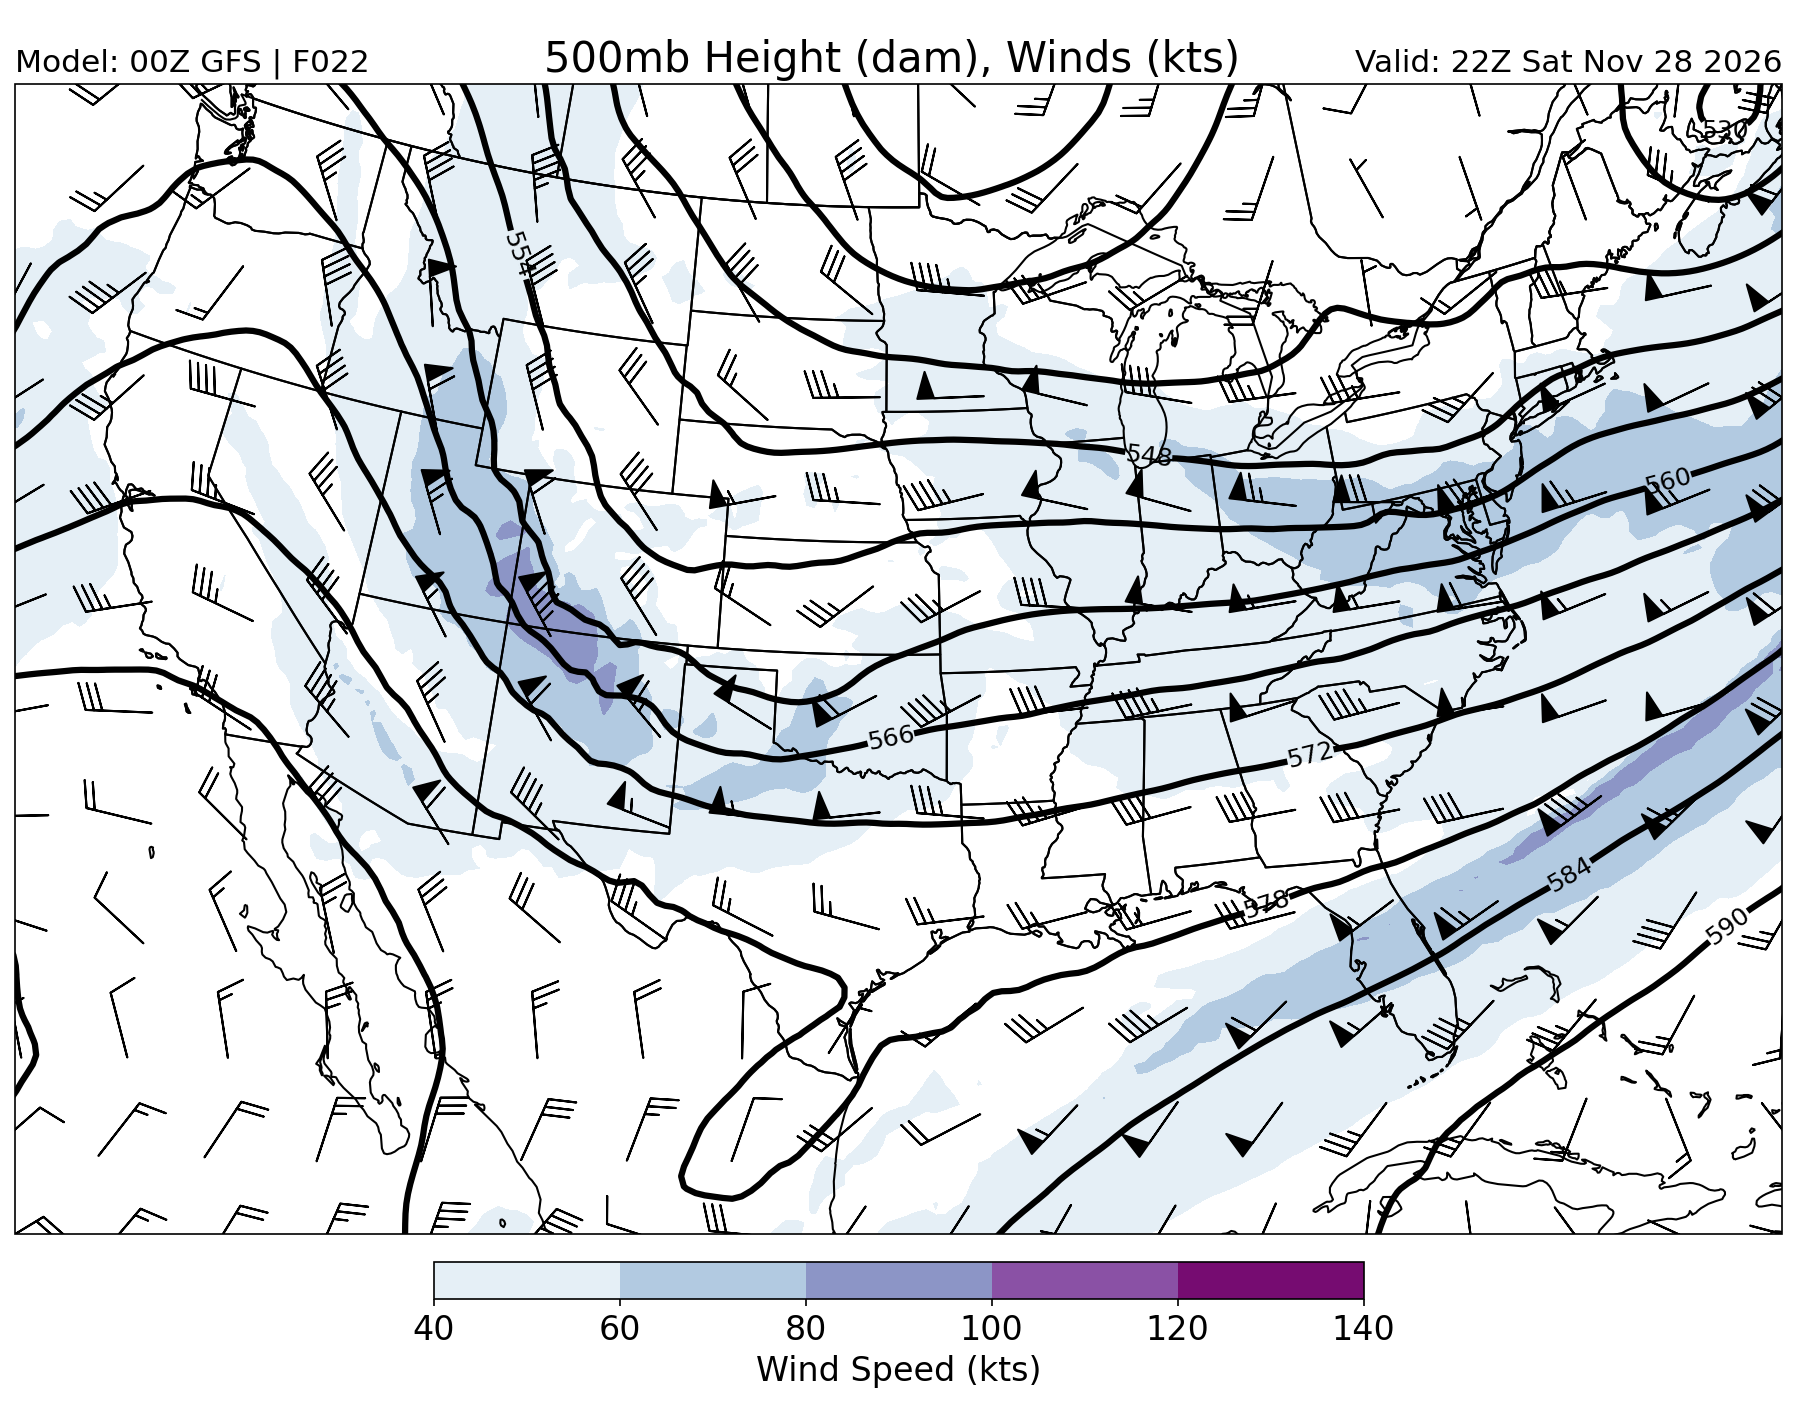 Model: 00Z GFS | F022
500mb Height (dam), Winds (kts)
Valid: 22Z Sat Nov 28 2026
530
554
548
560
566
572
584
578
590
40 60 80 100 120 140
Wind Speed (kts)